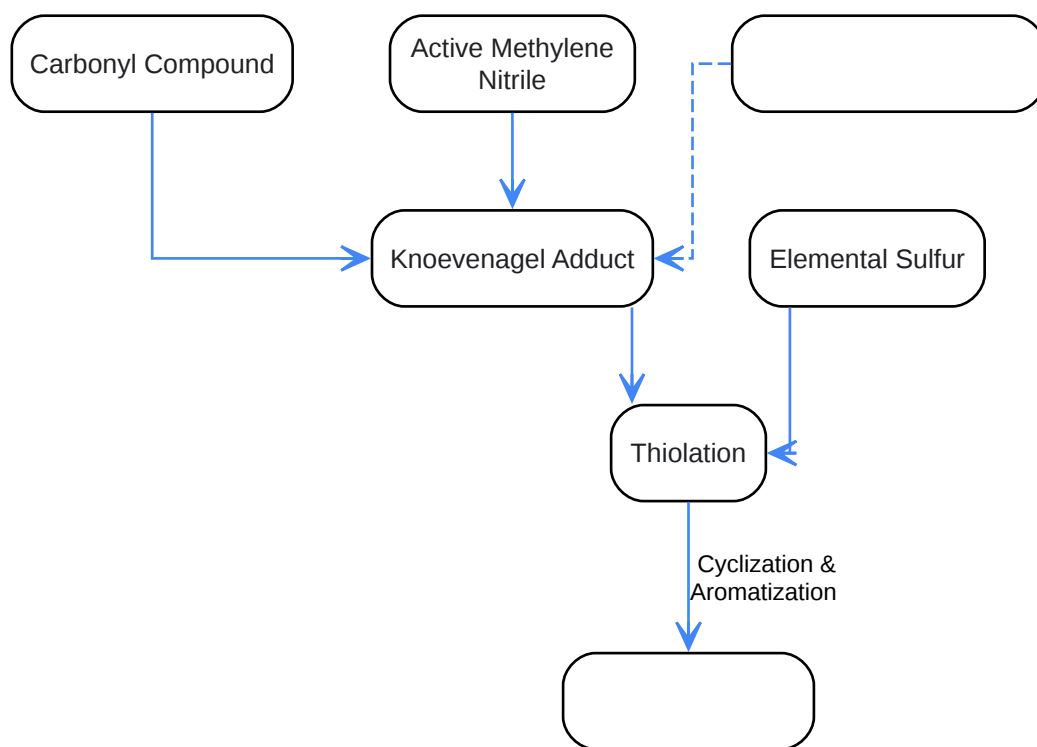 Carbonyl Compound
Active Methylene
Nitrile
Knoevenagel Adduct
Elemental Sulfur
Thiolation
Cyclization &
Aromatization